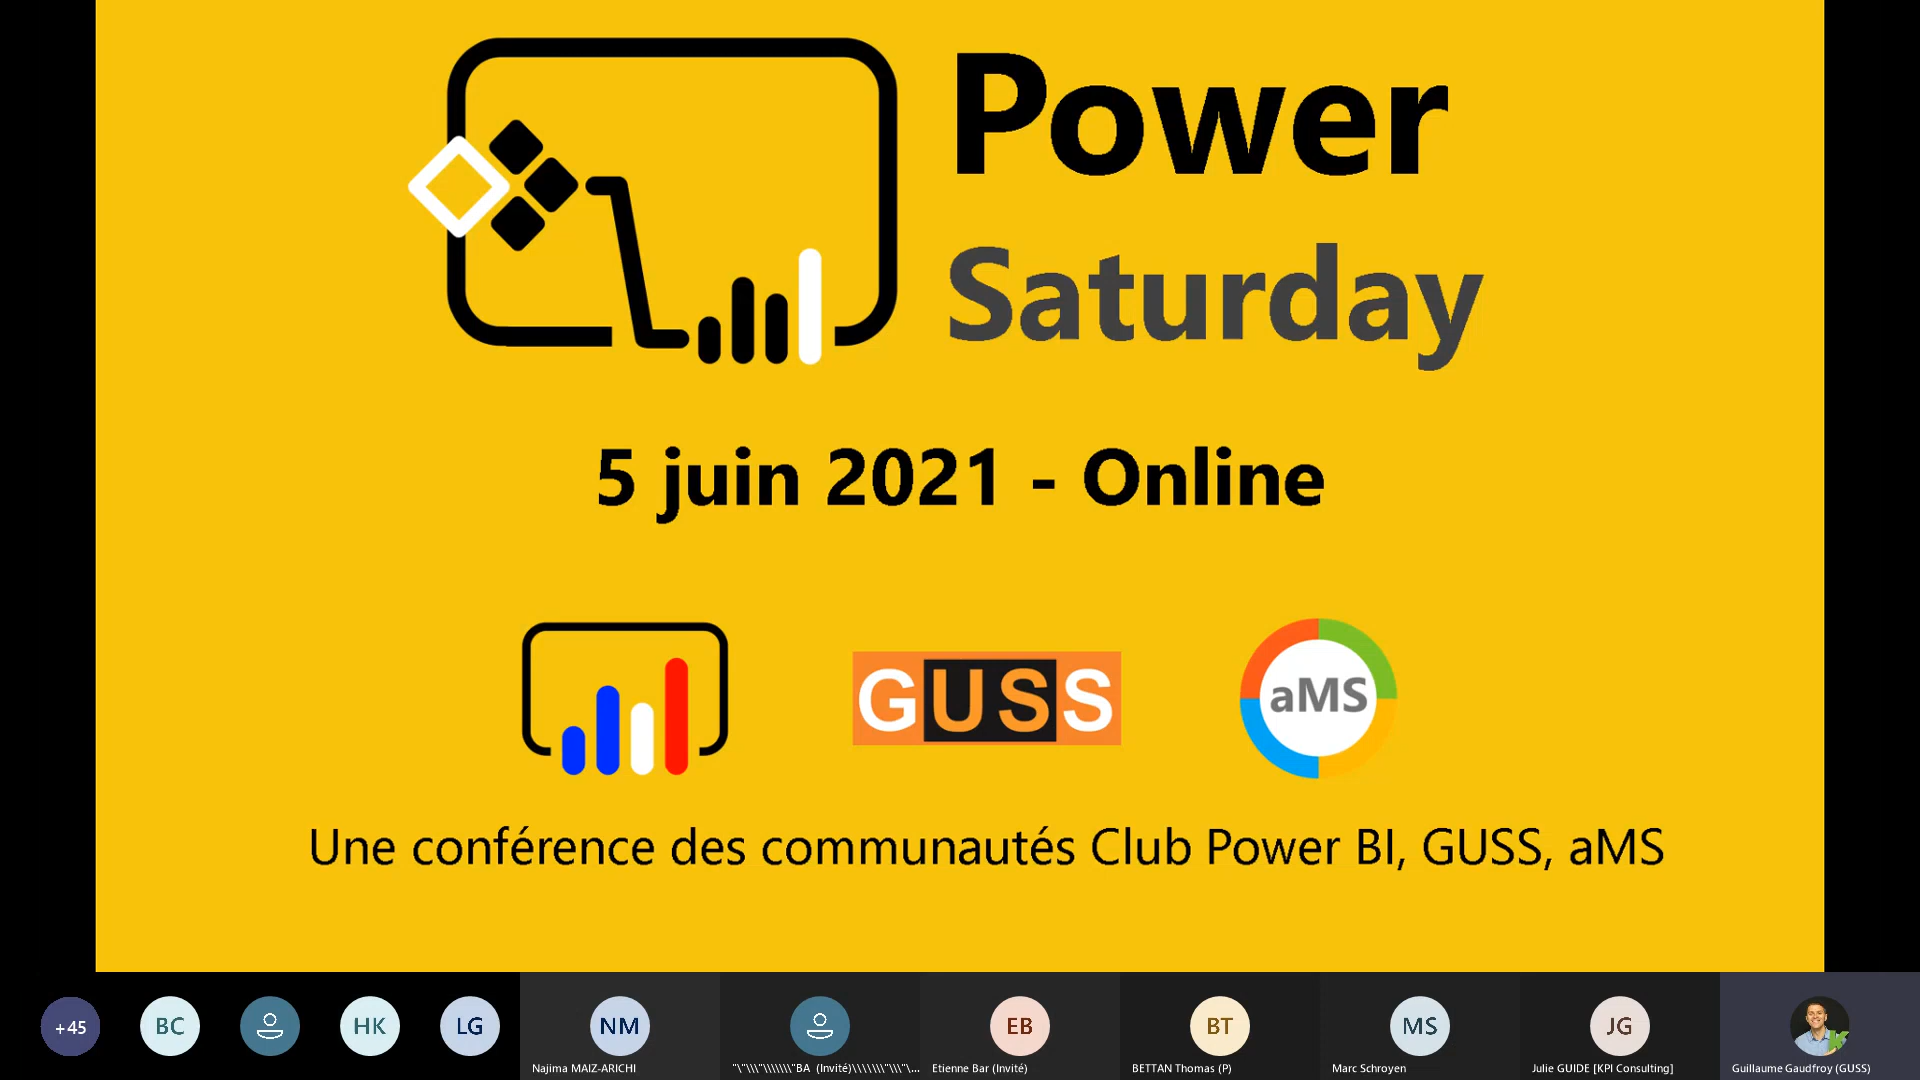 Power
Saturday
5 juin 2021 - Online
GUSS
aMS
Une conférence des communautés Club Power BI, GUSS, aMS
+45
BC
HK
LG
NM
EB
BT
MS
JG
Najima MAIZ-ARICHI
"\"\\\"\\\\\\\"BA (Invité)\\\\\\\"\\\"\...
Etienne Bar (Invité)
BETTAN Thomas (P)
Marc Schroyen
Julie GUIDE [KPI Consulting]
Guillaume Gaudfroy (GUSS)